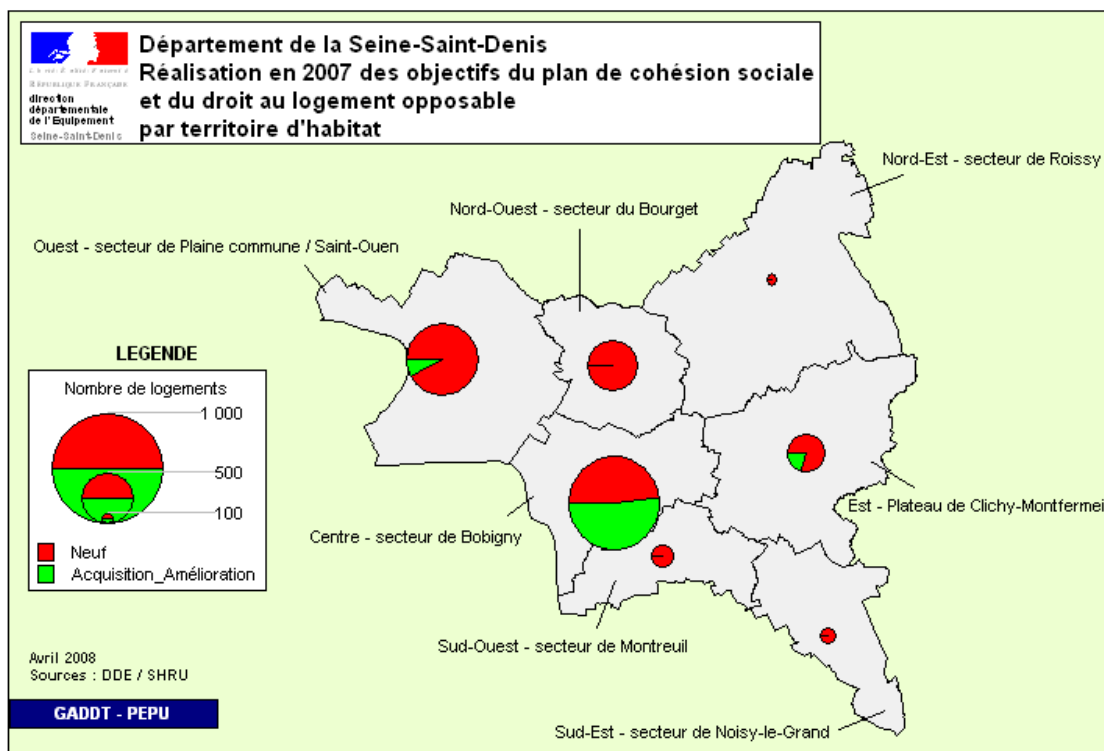 Département de la Seine-Saint-Denis
Réalisation en 2007 des objectifs du plan de cohésion sociale
et du droit au logement opposable
par territoire d'habitat
RÉPUBLIQUE FRANÇAISE
direction
départementale
de l'Equipement
Seine-Saint-Denis
Nord-Est - secteur de Roissy
Nord-Ouest - secteur du Bourget
Ouest - secteur de Plaine commune / Saint-Ouen
LEGENDE
Nombre de logements
1 000
500
100
Neuf
Acquisition_Amélioration
Est - Plateau de Clichy-Montfermei
Centre - secteur de Bobigny
Sud-Ouest - secteur de Montreuil
Sud-Est - secteur de Noisy-le-Grand
Avril 2008
Sources : DDE / SHRU
GADDT - PEPU